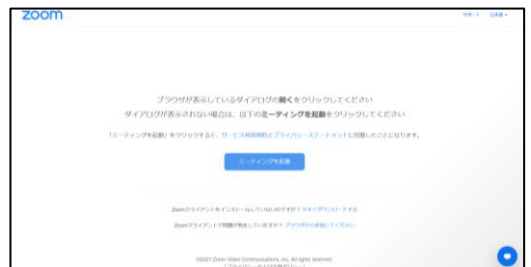 zoom
サポート 日本語
ブラウザが表示しているダイアログの開くをクリックしてください
ダイアログが表示されない場合は、以下のミーティングを起動をクリックしてください
「ミーティングを起動」をクリックすると、サービス利用規約とプライバシーステートメントに同意したことになります。
ミーティングを起動
Zoomクライアントをインストールしていないのですか? 今すぐダウンロードする
Zoomクライアントで問題が発生していますか? ブラウザから参加してください
©2021 Zoom Video Communications, Inc. All rights reserved.